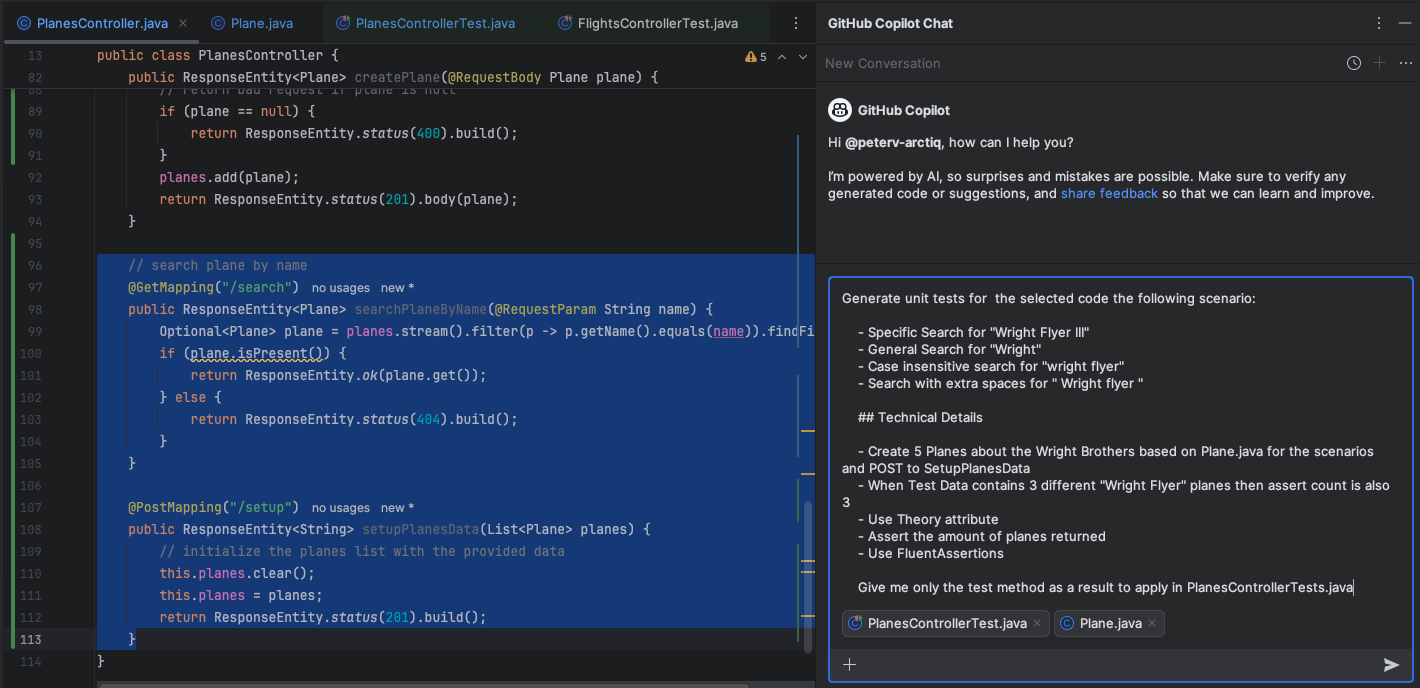 PlanesController.java
Plane.java
PlanesControllerTest.java
FlightsControllerTest.java
13 public class PlanesController {
5
82 public ResponseEntity<Plane> createPlane(@RequestBody Plane plane) {
88 // return bad request if plane is null
89 if (plane == null) {
90 return ResponseEntity.status(400).build();
91 }
92 planes.add(plane);
93 return ResponseEntity.status(201).body(plane);
94 }
95
96 // search plane by name
97 @GetMapping("/search") no usages new *
98 public ResponseEntity<Plane> searchPlaneByName(@RequestParam String name) {
99 Optional<Plane> plane = planes.stream().filter(p -> p.getName().equals(name)).findFi
100 if (plane.isPresent()) {
101 return ResponseEntity.ok(plane.get());
102 } else {
103 return ResponseEntity.status(404).build();
104 }
105 }
106
107 @PostMapping("/setup") no usages new *
108 public ResponseEntity<String> setupPlanesData(List<Plane> planes) {
109 // initialize the planes list with the provided data
110 this.planes.clear();
111 this.planes = planes;
112 return ResponseEntity.status(201).build();
113 }
114 }
GitHub Copilot Chat
New Conversation
GitHub Copilot
Hi @peterv-arctiq, how can I help you?
I'm powered by AI, so surprises and mistakes are possible. Make sure to verify any
generated code or suggestions, and share feedback so that we can learn and improve.
Generate unit tests for  the selected code the following scenario:
- Specific Search for "Wright Flyer III"
- General Search for "Wright"
- Case insensitive search for "wright flyer"
- Search with extra spaces for " Wright flyer "
## Technical Details
- Create 5 Planes about the Wright Brothers based on Plane.java for the scenarios
and POST to SetupPlanesData
- When Test Data contains 3 different "Wright Flyer" planes then assert count is also
3
- Use Theory attribute
- Assert the amount of planes returned
- Use FluentAssertions
Give me only the test method as a result to apply in PlanesControllerTests.java
PlanesControllerTest.java
Plane.java